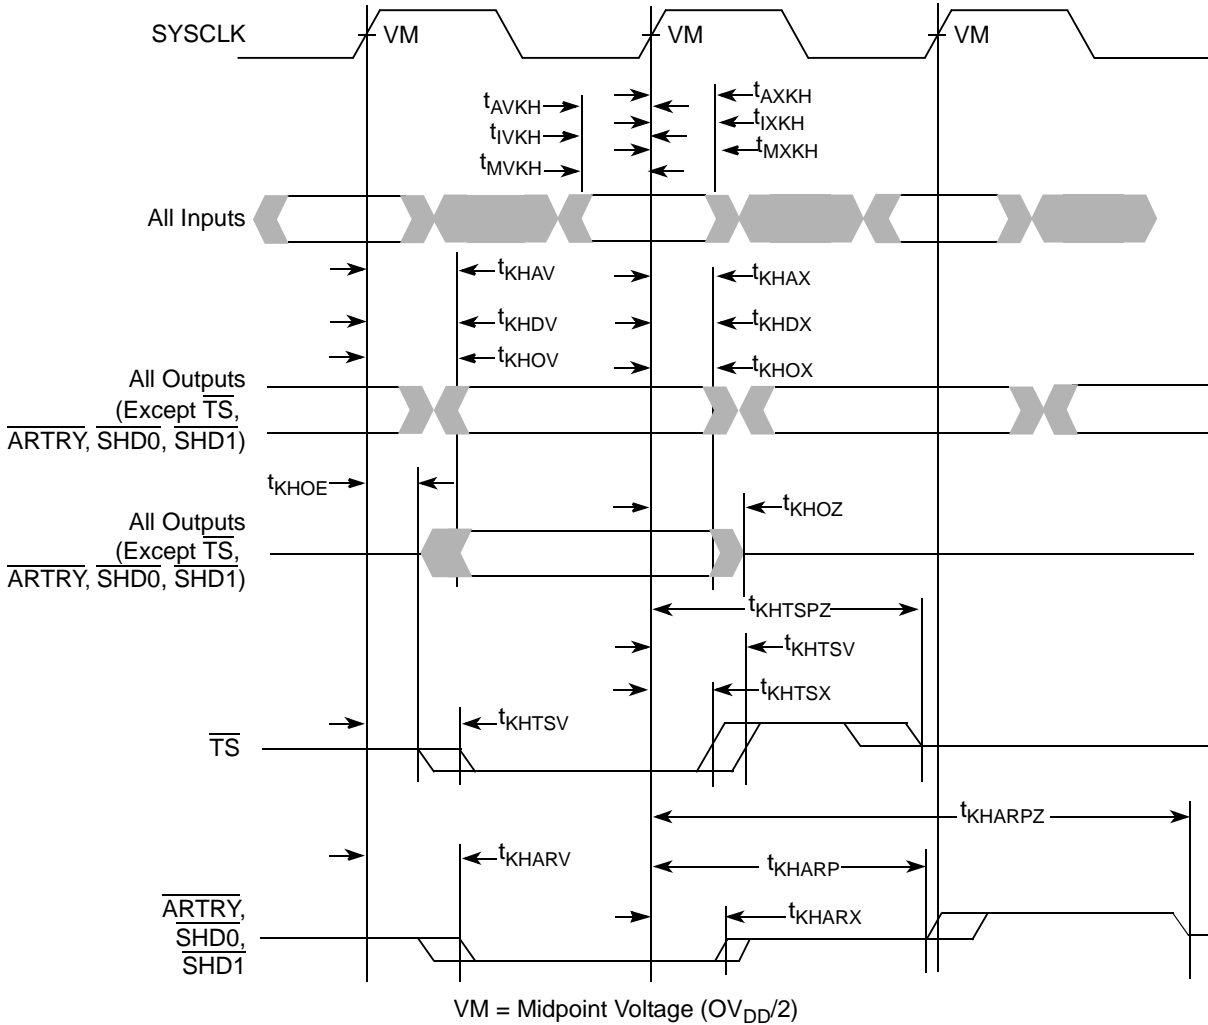 SYSCLK VM VM VM
tAVKH tAXKH
tIVKH tIXKH
tMVKH tMXKH
All Inputs
tKHAV tKHAX
tKHDV tKHDX
tKHOV tKHOX
All Outputs
(Except TS,
ARTRY, SHD0, SHD1)
tKHOE tKHOZ
All Outputs
(Except TS,
ARTRY, SHD0, SHD1)
tKHTSPZ
tKHTSV
tKHTSX
tKHTSV
TS
tKHARPZ
tKHARV tKHARP
ARTRY,
SHD0,
SHD1
tKHARX
VM = Midpoint Voltage (OVDD/2)